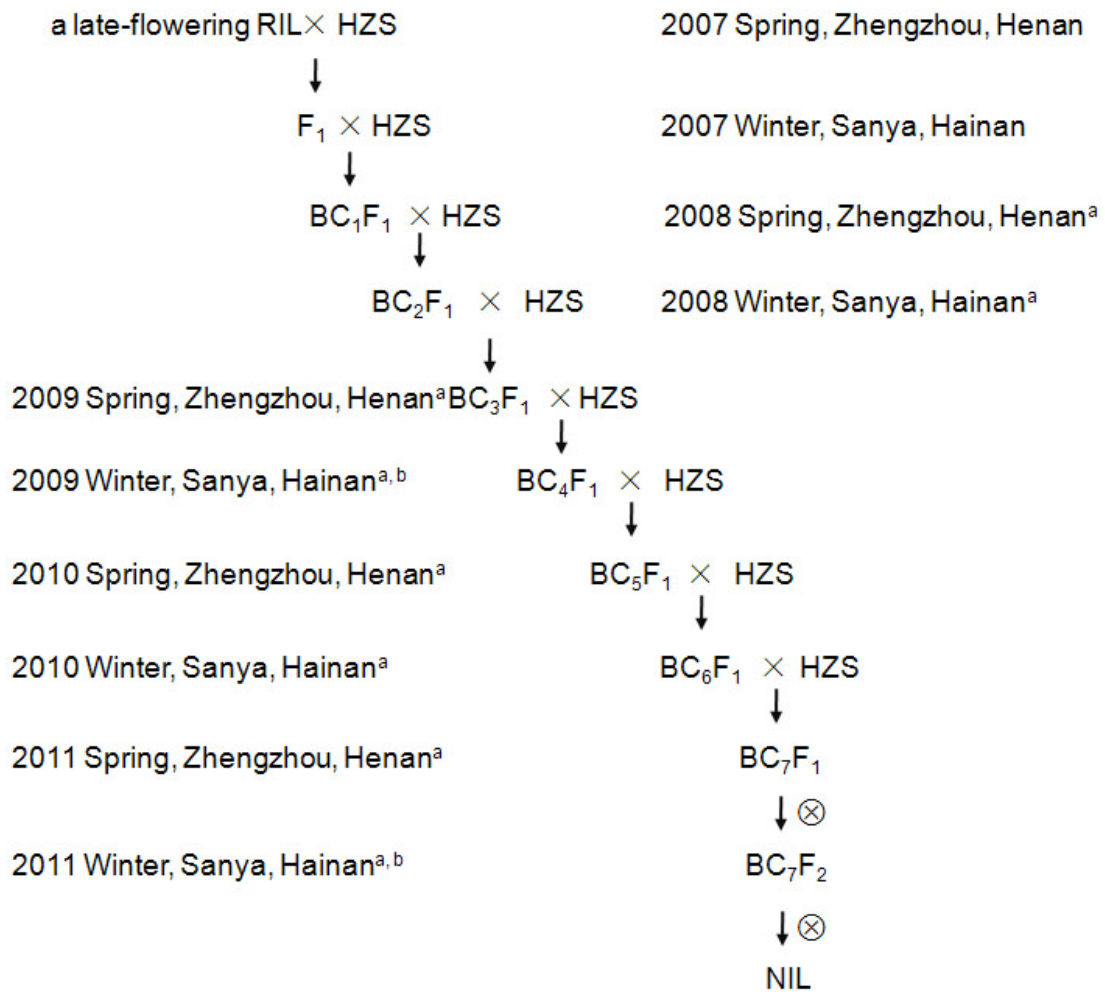 a late-flowering RIL× HZS 2007 Spring, Zhengzhou, Henan
F₁ × HZS 2007 Winter, Sanya, Hainan
BC₁F₁ × HZS 2008 Spring, Zhengzhou, Henanᵃ
BC₂F₁ × HZS 2008 Winter, Sanya, Hainanᵃ
2009 Spring, Zhengzhou, Henanᵃ BC₃F₁ × HZS
2009 Winter, Sanya, Hainanᵃ,ᵇ BC₄F₁ × HZS
2010 Spring, Zhengzhou, Henanᵃ BC₅F₁ × HZS
2010 Winter, Sanya, Hainanᵃ BC₆F₁ × HZS
2011 Spring, Zhengzhou, Henanᵃ BC₇F₁
⊗
2011 Winter, Sanya, Hainanᵃ,ᵇ BC₇F₂
⊗
NIL